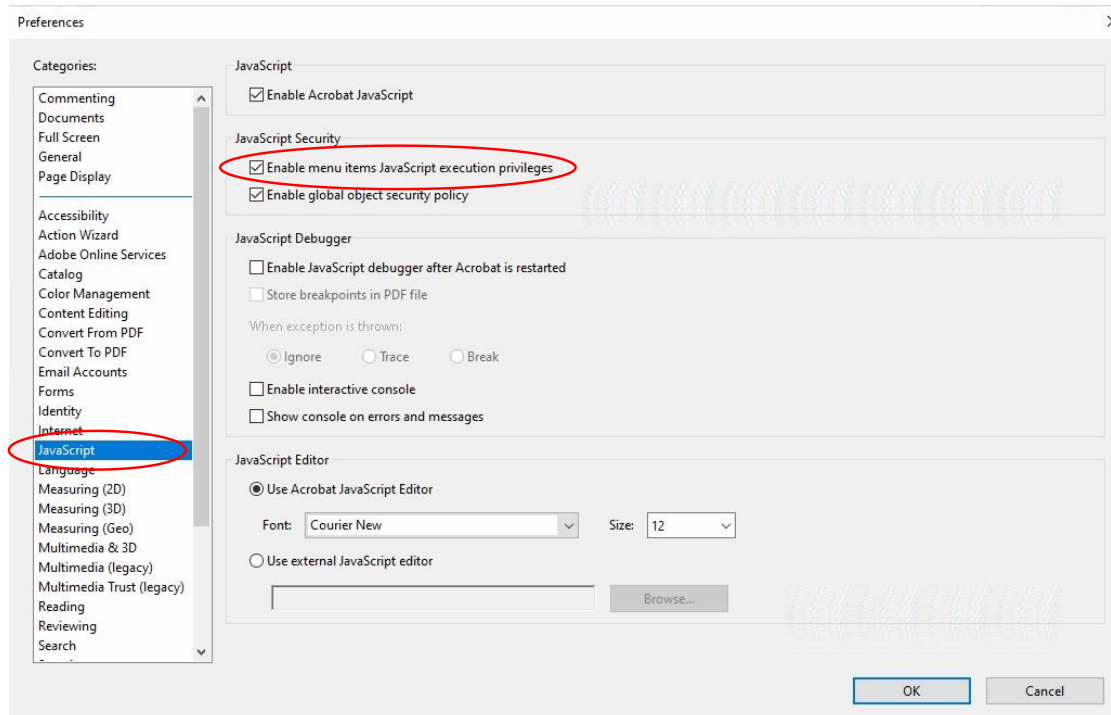 Preferences
Categories:
Commenting
Documents
Full Screen
General
Page Display
Accessibility
Action Wizard
Adobe Online Services
Catalog
Color Management
Content Editing
Convert From PDF
Convert To PDF
Email Accounts
Forms
Identity
Internet
JavaScript
Language
Measuring (2D)
Measuring (3D)
Measuring (Geo)
Multimedia & 3D
Multimedia (legacy)
Multimedia Trust (legacy)
Reading
Reviewing
Search
JavaScript
Enable Acrobat JavaScript
JavaScript Security
Enable menu items JavaScript execution privileges
Enable global object security policy
JavaScript Debugger
Enable JavaScript debugger after Acrobat is restarted
Store breakpoints in PDF file
When exception is thrown:
Ignore Trace Break
Enable interactive console
Show console on errors and messages
JavaScript Editor
Use Acrobat JavaScript Editor
Font: Courier New Size: 12
Use external JavaScript editor
Browse...
OK Cancel